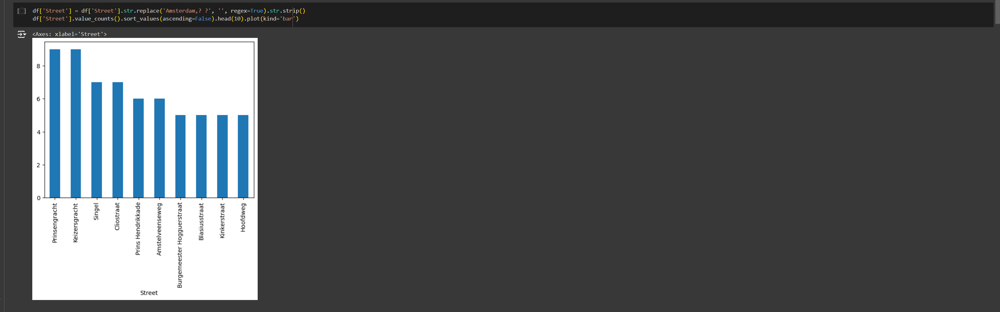 [ ] df['Street'] = df['Street'].str.replace('Amsterdam,? ?', '', regex=True).str.strip()
df['Street'].value_counts().sort_values(ascending=False).head(10).plot(kind='bar')
<Axes: xlabel='Street'>
8
6
4
2
0
Prinsengracht
Keizersgracht
Singel
Cliostraat
Prins Hendrikkade
Amstelveenseweg
Burgemeester Hogguerstraat
Blasiusstraat
Kinkerstraat
Hoofdweg
Street